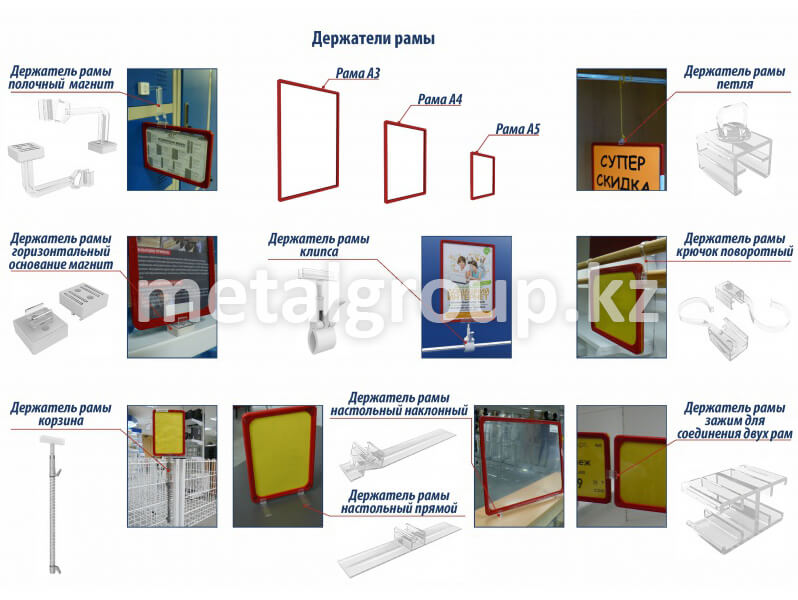 Держатели рамы
Держатель рамы
полочный магнит
Рама А3
Рама А4
Рама А5
Держатель рамы
петля
СУПЕР
СКИДКА
Держатель рамы
горизонтальный
основание магнит
Держатель рамы
клипса
Держатель рамы
крючок поворотный
metalgroup.kz
Держатель рамы
корзина
Держатель рамы
настольный наклонный
Держатель рамы
настольный прямой
Держатель рамы
зажим для
соединения двух рам